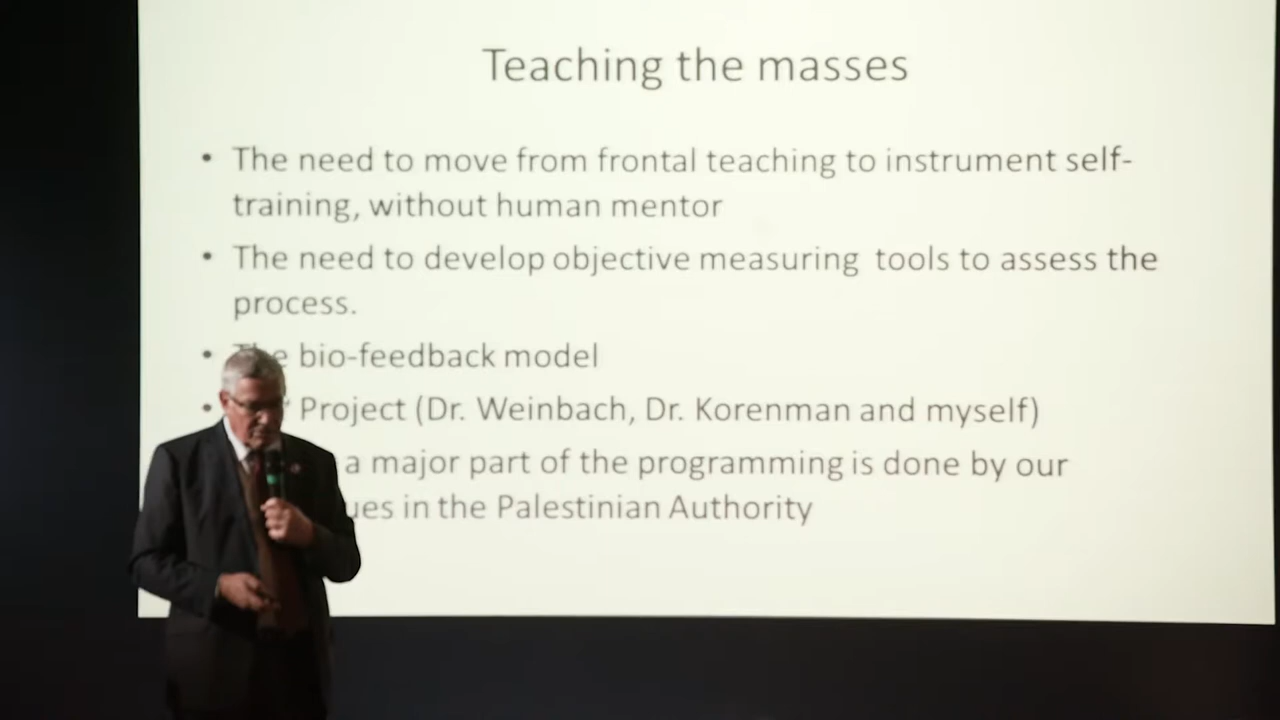 Teaching the masses
• The need to move from frontal teaching to instrument self-
training, without human mentor
• The need to develop objective measuring tools to assess the
process.
• bio-feedback model
• Project (Dr. Weinbach, Dr. Korenman and myself)
a major part of the programming is done by our
in the Palestinian Authority